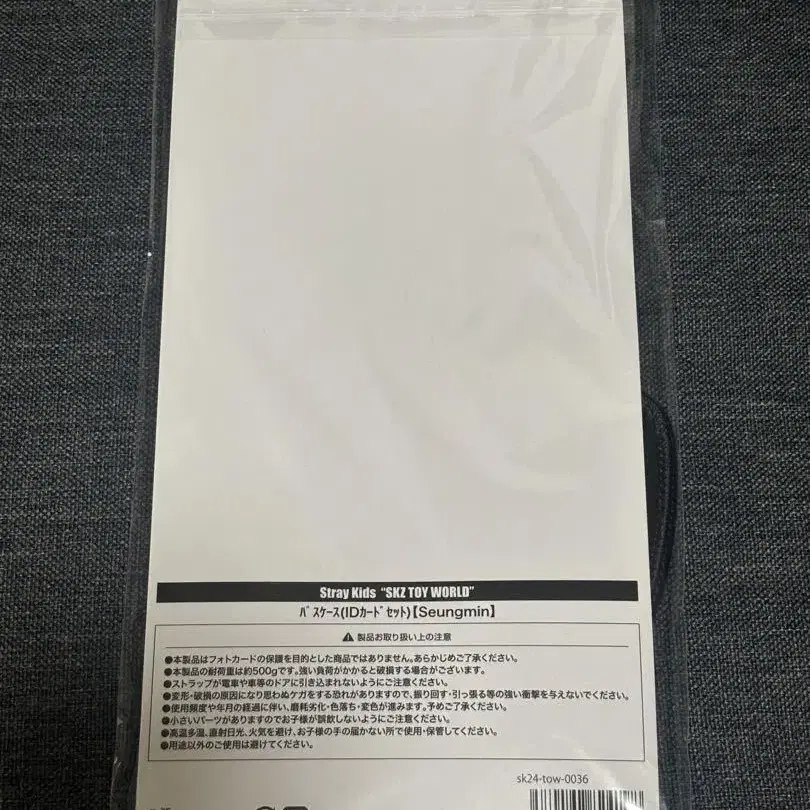 Stray Kids “SKZ TOY WORLD”
ﾊﾟｽｹｰｽ(IDｶｰﾄﾞｾｯﾄ)【Seungmin】
⚠ 製品お取り扱い上の注意
●本製品はフォトカードの保護を目的とした商品ではありません。あらかじめご了承ください。
●本製品の耐荷重は約500gです。強い負荷がかかると破損する場合がございます。
●ストラップが電車や車等のドアに引き込まれないようにご注意ください。
●変形・破損の原因になり思わぬケガをする恐れがありますので、振り回す・引っ張る等の強い衝撃を与えないでください。
●使用頻度や年月の経過に伴い、磨耗劣化・色落ち・変色が進みます。予めご了承ください。
●小さいパーツがありますのでお子様が誤飲しないようにご注意ください。
●高温多湿、直射日光、火気を避け、お子様の手の届かない所で使用・保管してください。
●用途以外のご使用は避けてください。
sk24-tow-0036